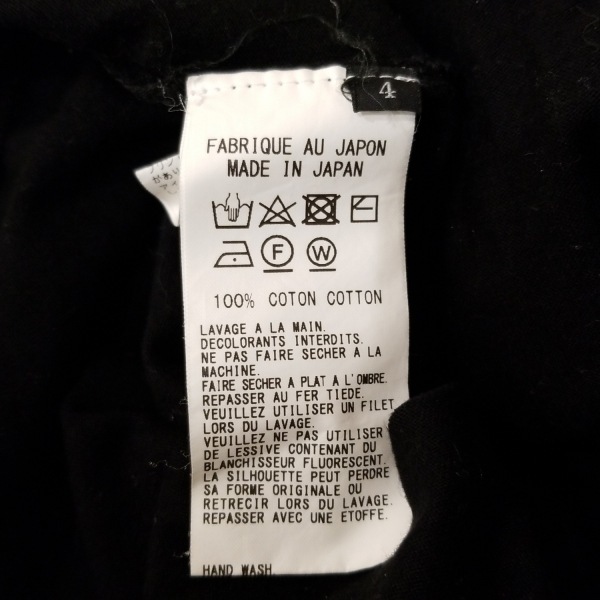 4
FABRIQUE AU JAPON
MADE IN JAPAN
F W
100% COTON COTTON
LAVAGE A LA MAIN.
DECOLORANTS INTERDITS.
NE PAS FAIRE SECHER A LA
MACHINE.
FAIRE SECHER A PLAT A L'OMBRE.
REPASSER AU FER TIEDE.
VEUILLEZ UTILISER UN FILET
LORS DU LAVAGE.
VEUILLEZ NE PAS UTILISER
DE LESSIVE CONTENANT DU
BLANCHISSEUR FLUORESCENT.
LA SILHOUETTE PEUT PERDRE
SA FORME ORIGINALE OU
RETRECIR LORS DU LAVAGE.
REPASSER AVEC UNE ETOFFE.
HAND WASH.